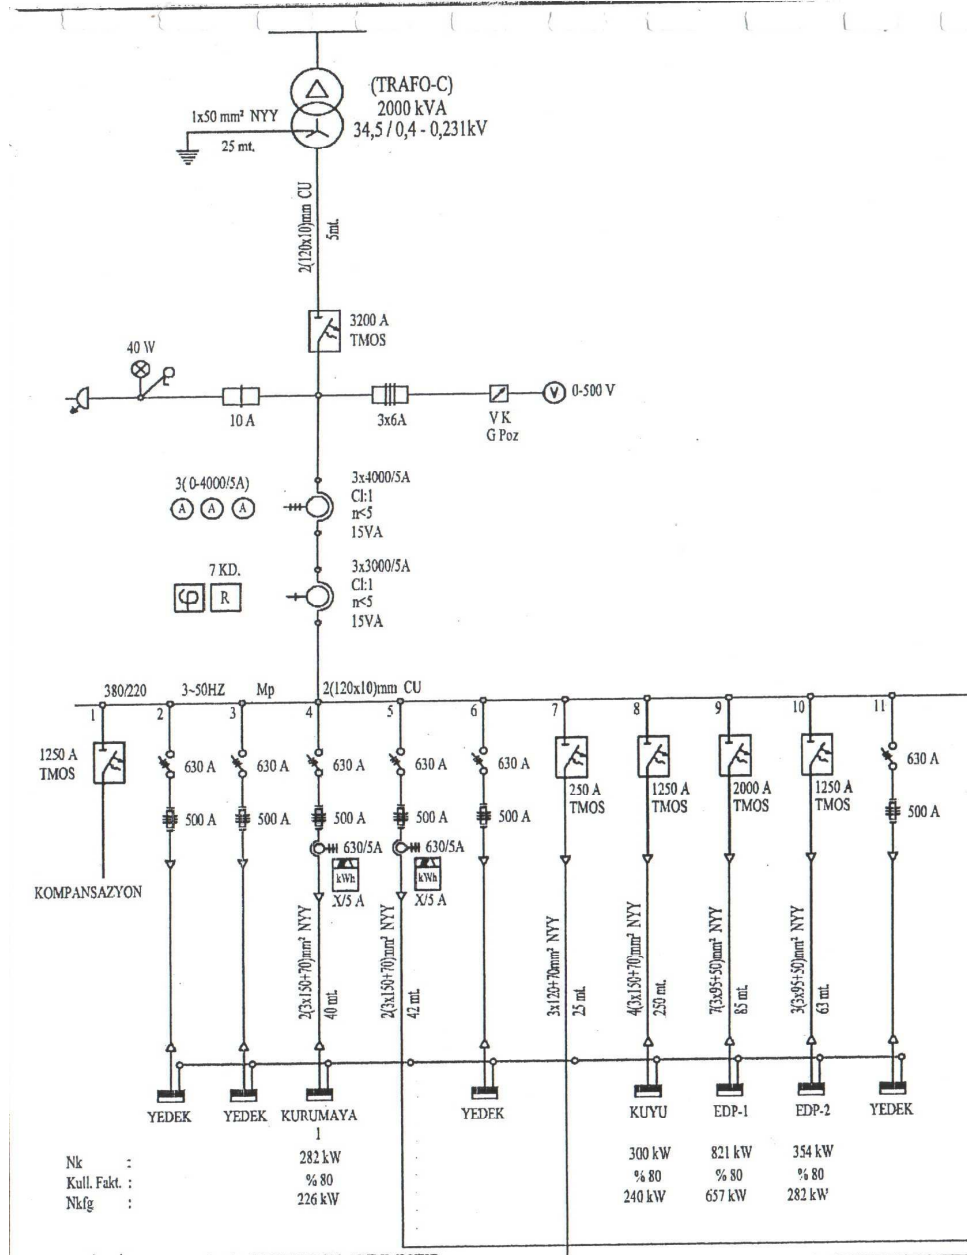 (TRAFO-C)
2000 kVA
34,5 / 0,4 - 0,231kV
1x50 mm² NYY
25 mt.
2(120x10)mm CU
5mt.
3200 A
TMOS
40 W
10 A
3x6A
V K
G Poz
V
0-500 V
3( 0-4000/5A)
A A A
3x4000/5A
Cl:1
n<5
15VA
7 KD.
φ R
3x3000/5A
Cl:1
n<5
15VA
380/220 3~50HZ Mp 2(120x10)mm CU
1 2 3 4 5 6 7 8 9 10 11
1250 A
TMOS
630 A
630 A
630 A
630 A
630 A
630 A
500 A
500 A
500 A
500 A
500 A
500 A
250 A
TMOS
1250 A
TMOS
2000 A
TMOS
1250 A
TMOS
630/5A
kWh
X/5 A
630/5A
kWh
X/5 A
KOMPANSAZYON
2(3x150+70)mm² NYY
40 mt.
2(3x150+70)mm² NYY
42 mt.
3x120+70mm² NYY
25 mt.
4(3x150+70)mm² NYY
250 mt.
7(3x95+50)mm² NYY
85 mt.
3(3x95+50)mm² NYY
63 mt.
YEDEK YEDEK KURUMAYA YEDEK KUYU EDP-1 EDP-2 YEDEK
1
Nk : 282 kW 300 kW 821 kW 354 kW
Kull. Fakt. : % 80 % 80 % 80 % 80
Nkfg : 226 kW 240 kW 657 kW 282 kW